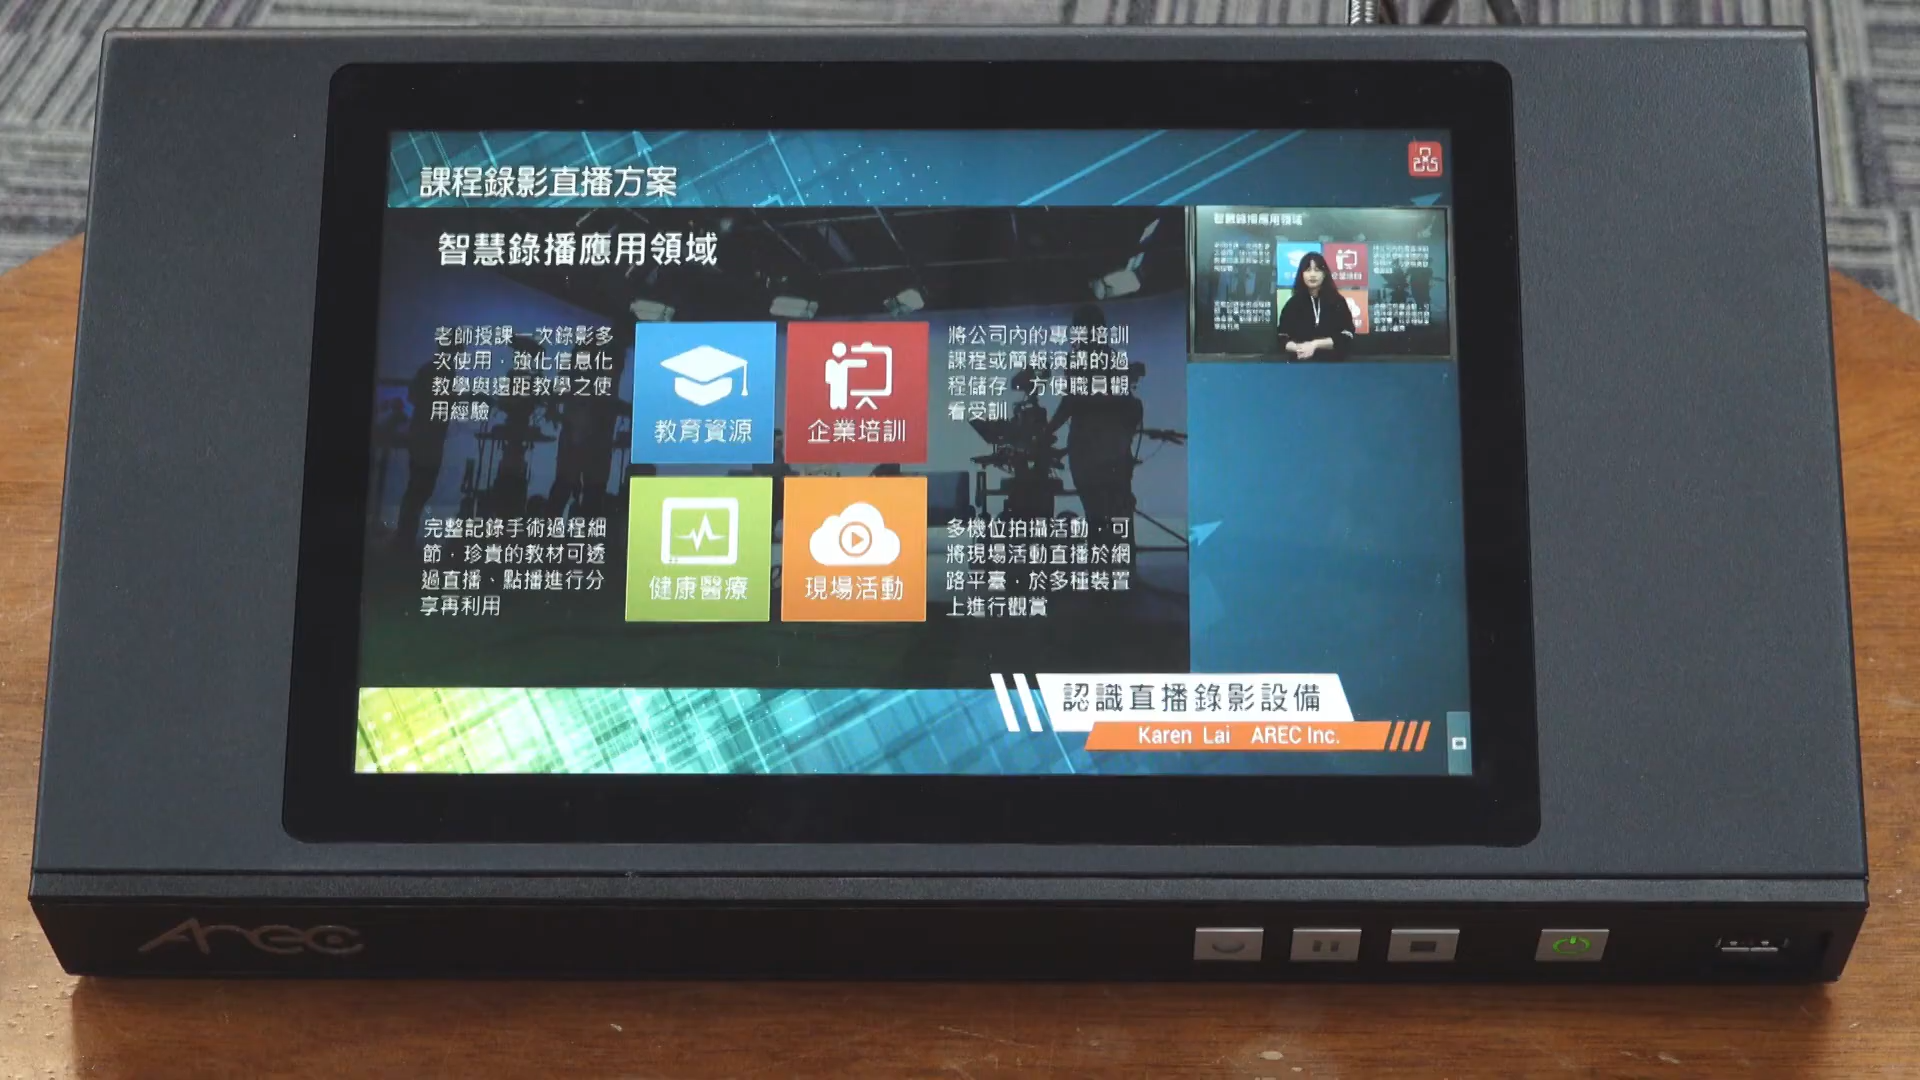 課程錄影直播方案
智慧錄播應用領域
老師授課一次錄影多
次使用，強化信息化
教學與遠距教學之使
用經驗
教育資源
企業培訓
將公司內的專業培訓
課程或簡報演講的過
程儲存，方便職員觀
看受訓
完整記錄手術過程細
節，珍貴的教材可透
過直播、點播進行分
享再利用
健康醫療
現場活動
多機位拍攝活動，可
將現場活動直播於網
路平臺，於多種裝置
上進行觀賞
智慧錄播應用領域
認識直播錄影設備
Karen Lai AREC Inc.
AREC